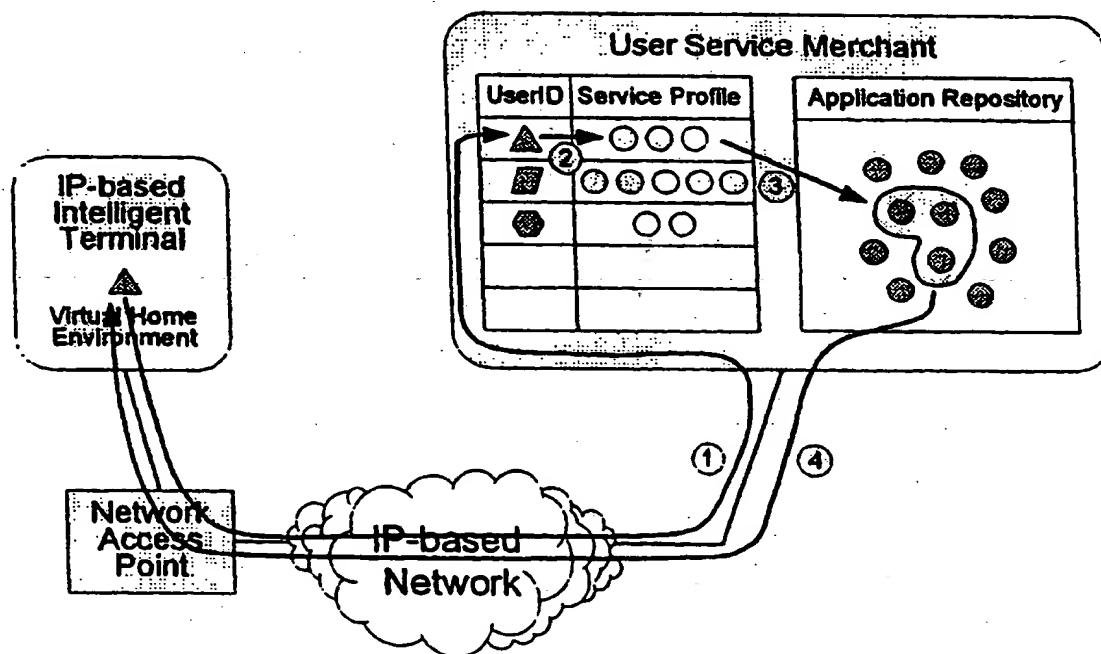 User Service Merchant
UserID
Service Profile
Application Repository
2
3
IP-based
Intelligent
Terminal
Virtual Home
Environment
1
4
Network
Access
Point
IP-based
Network